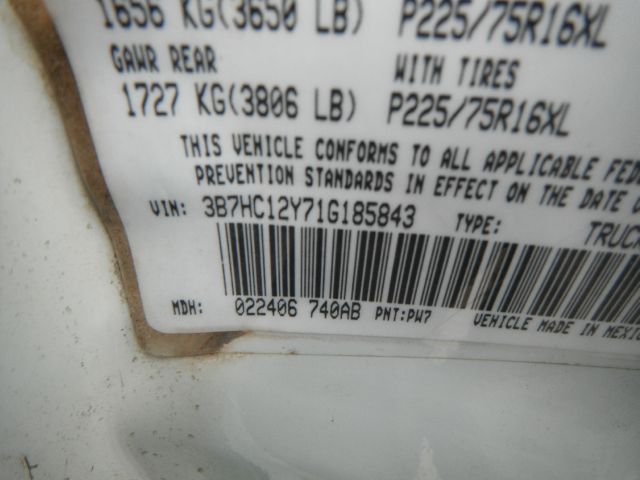 1656 KG(3650 LB) P225/75R16XL
GAWR REAR WITH TIRES
1727 KG(3806 LB) P225/75R16XL
THIS VEHICLE CONFORMS TO ALL APPLICABLE FEDE
PREVENTION STANDARDS IN EFFECT ON THE DATE O
VIN: 3B7HC12Y71G185843 TYPE: TRUC
MDH: 022406 740AB PNT:PW7 VEHICLE MADE IN MEXIC